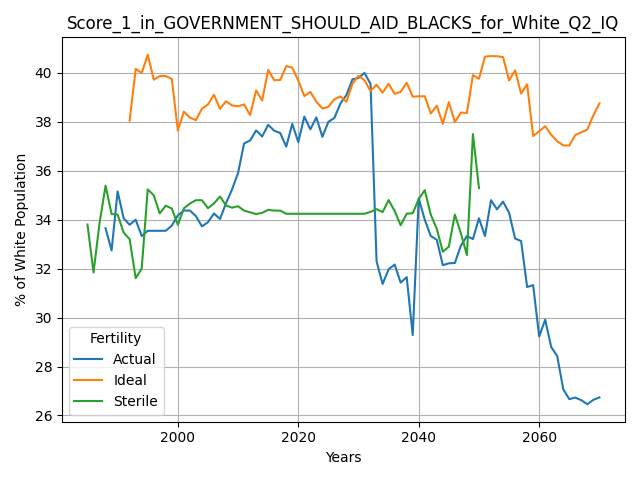 Score_1_in_GOVERNMENT_SHOULD_AID_BLACKS_for_White_Q2_IQ
% of White Population
40
38
36
34
32
30
28
26
Fertility
Actual
Ideal
Sterile
2000
2020
2040
2060
Years